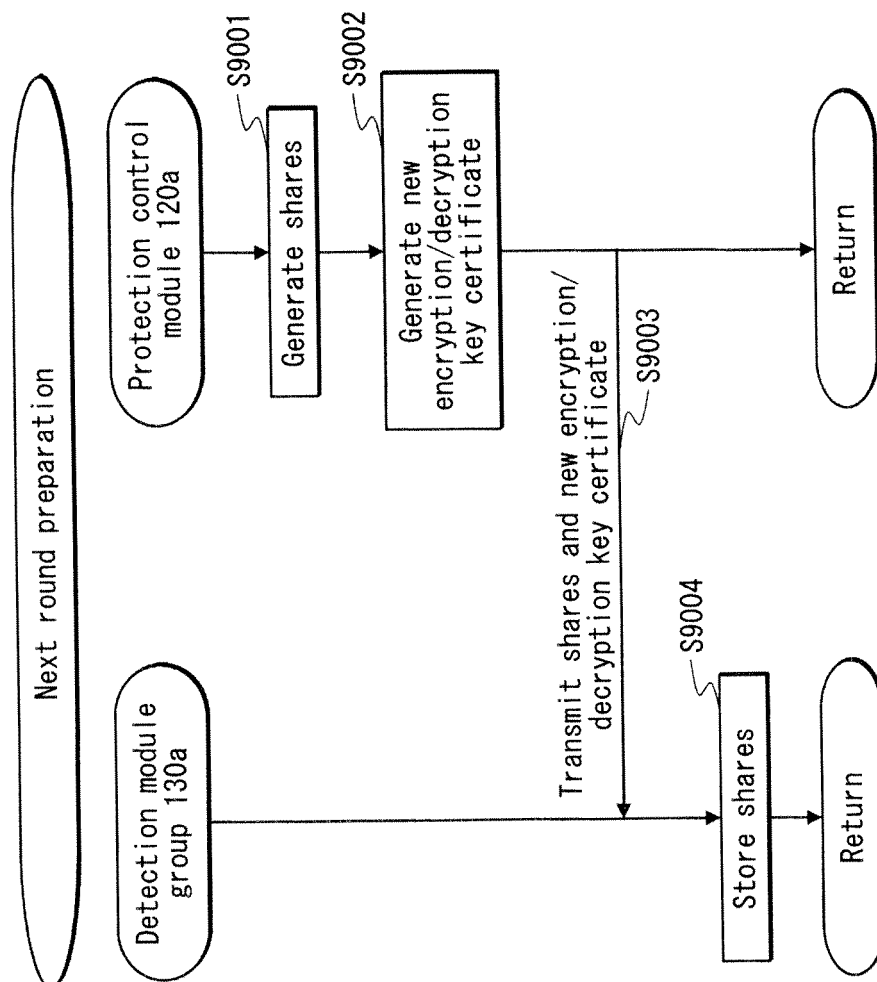 Next round preparation
Detection module
group 130a
Protection control
module 120a
S9001
Generate shares
S9002
Generate new
encryption/decryption
key certificate
Transmit shares and new encryption/
decryption key certificate
S9003
S9004
Store shares
Return
Return